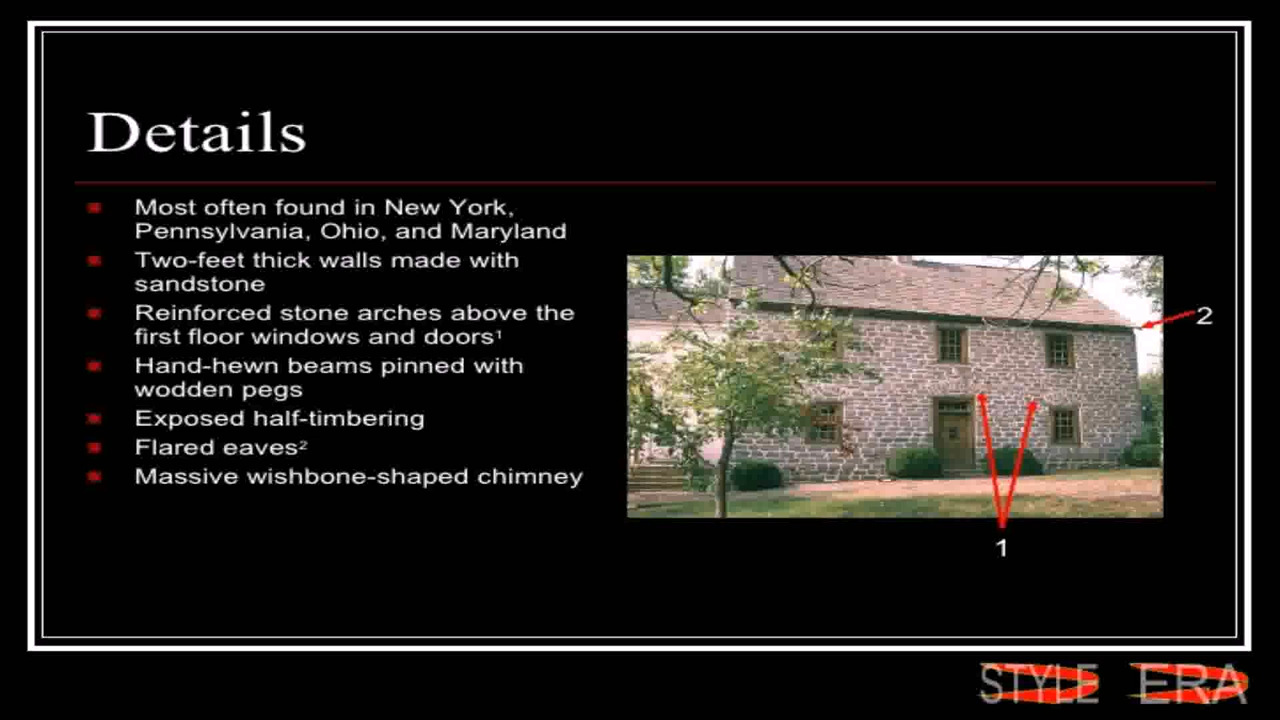 Details
Most often found in New York,
Pennsylvania, Ohio, and Maryland
Two-feet thick walls made with
sandstone
Reinforced stone arches above the
first floor windows and doors¹
Hand-hewn beams pinned with
wodden pegs
Exposed half-timbering
Flared eaves²
Massive wishbone-shaped chimney
2
1
STYLE ERA